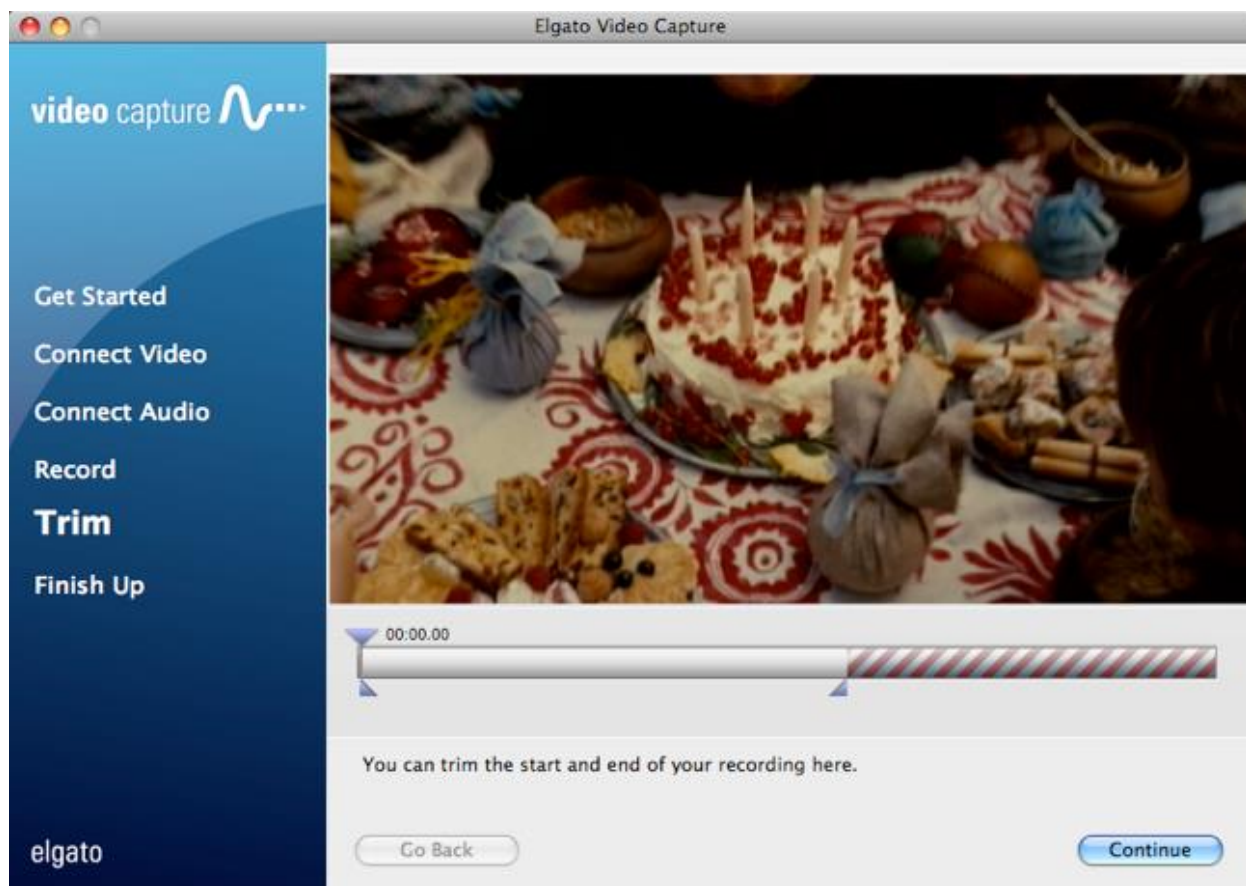 Elgato Video Capture
video capture
Get Started
Connect Video
Connect Audio
Record
Trim
Finish Up
elgato
00:00.00
You can trim the start and end of your recording here.
Go Back
Continue